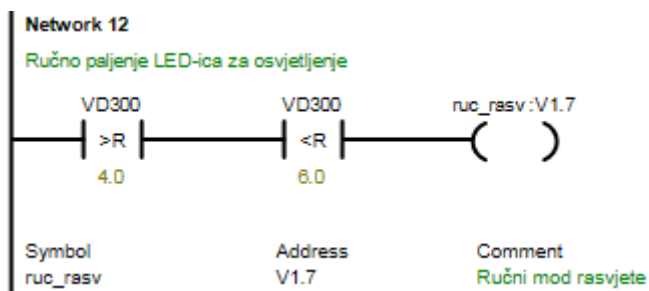 Network 12
Ručno paljenje LED-ica za osvjetljenje
VD300 VD300 ruc_rasv:V1.7
>R <R
4.0 6.0
Symbol Address Comment
ruc_rasv V1.7 Ručni mod rasvjete